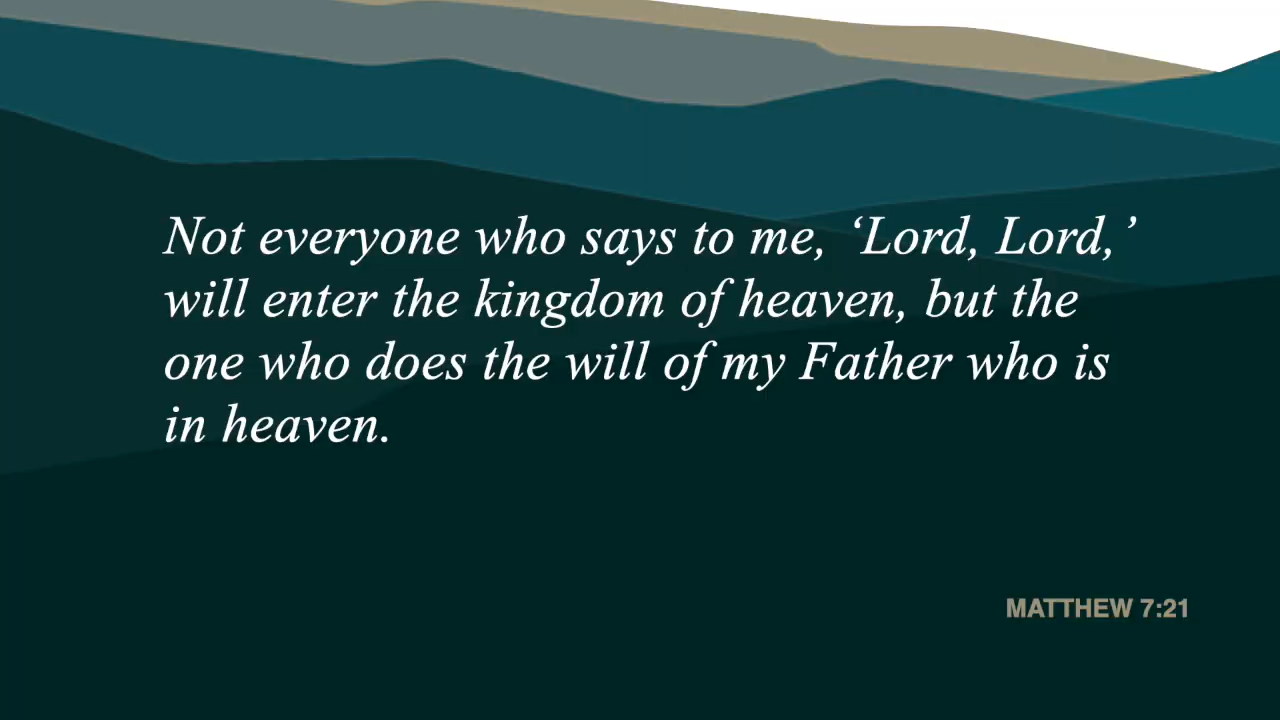 Not everyone who says to me, ‘Lord, Lord,’
will enter the kingdom of heaven, but the
one who does the will of my Father who is
in heaven.
MATTHEW 7:21